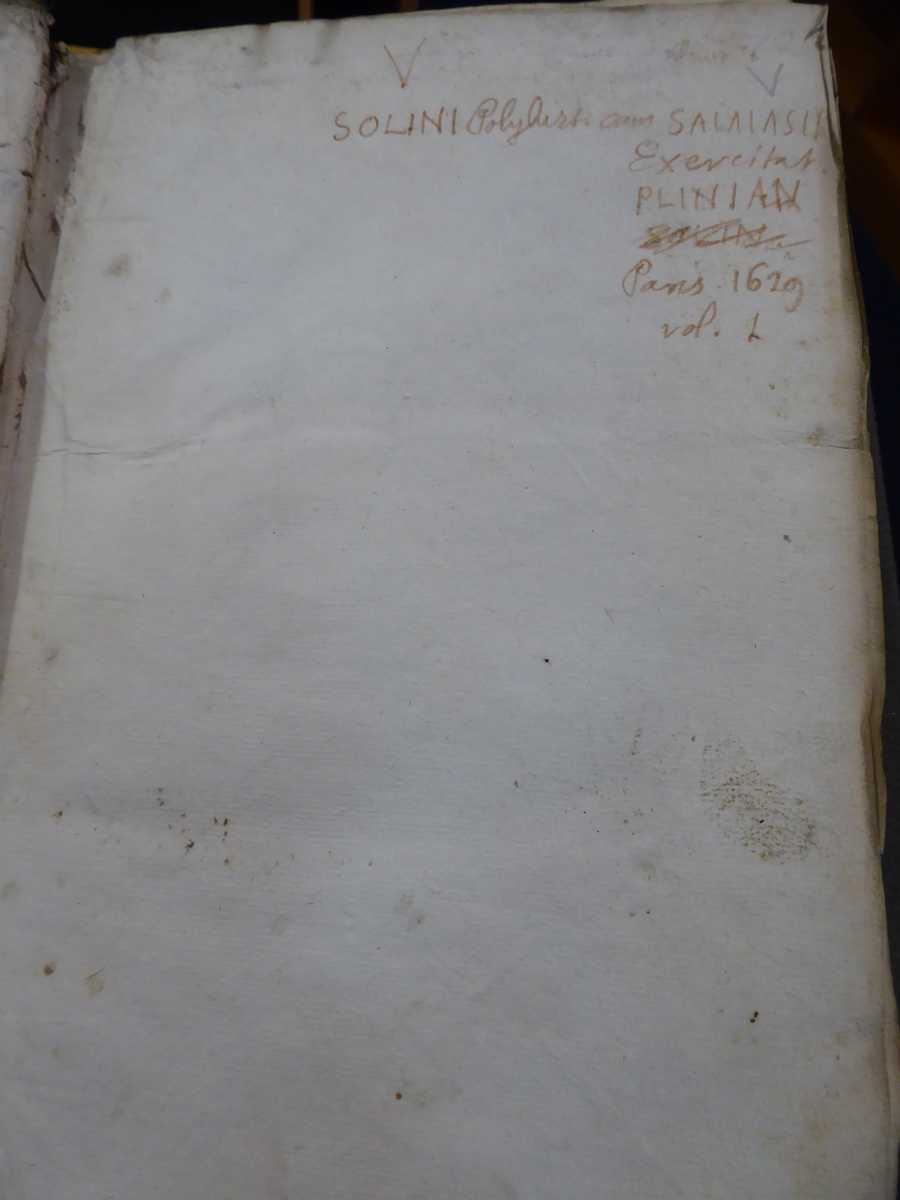 V V
SOLINI Polyhist. cum SALMASII
Exercitat.
PLINIAN
Paris 1629
vol. 1